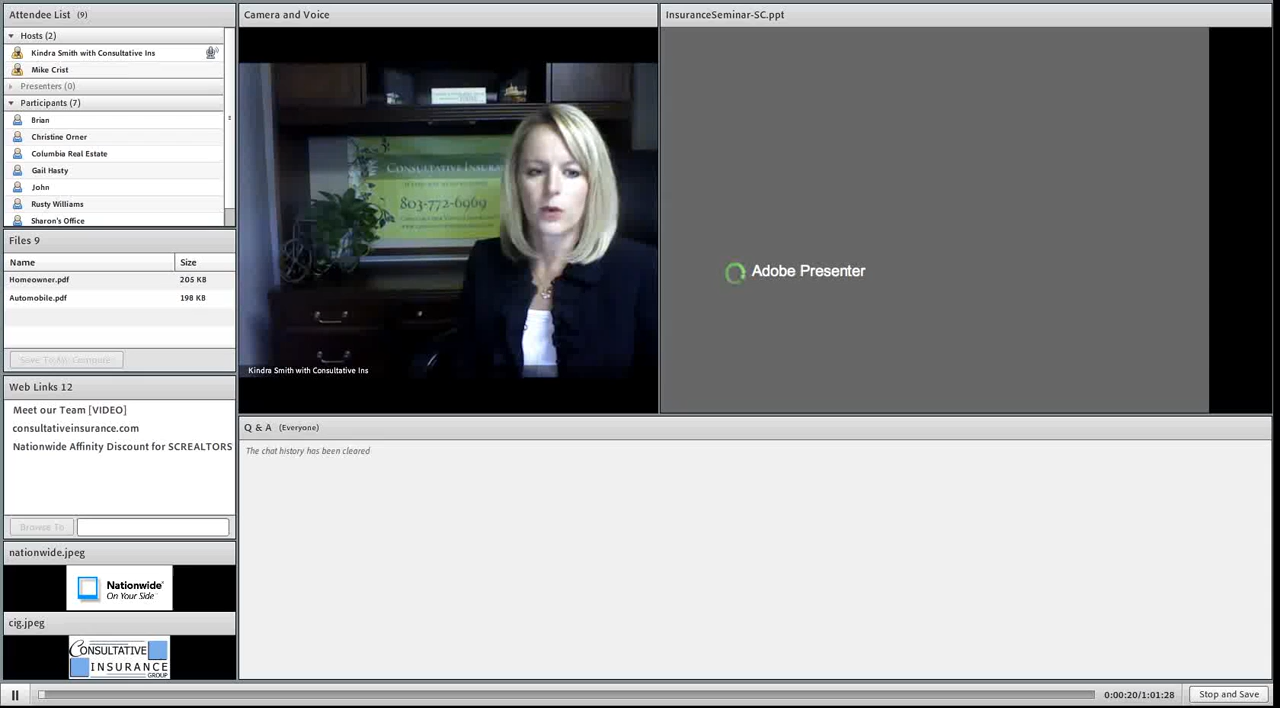 Attendee List (9)
Hosts (2)
Kindra Smith with Consultative Ins
Mike Crist
Presenters (0)
Participants (7)
Brian
Christine Orner
Columbia Real Estate
Gail Hasty
John
Rusty Williams
Sharon's Office
Files 9
Name Size
Homeowner.pdf 205 KB
Automobile.pdf 198 KB
Save To My Computer
Web Links 12
Meet our Team [VIDEO]
consultativeinsurance.com
Nationwide Affinity Discount for SCREALTORS
Browse To
nationwide.jpeg
Nationwide®
On Your Side™
cig.jpeg
CONSULTATIVE
INSURANCE
GROUP
Camera and Voice
CONSULTATIVE INSURA
803-772-6969
Kindra Smith with Consultative Ins
InsuranceSeminar-SC.ppt
Adobe Presenter
Q & A (Everyone)
The chat history has been cleared
0:00:20/1:01:28
Stop and Save